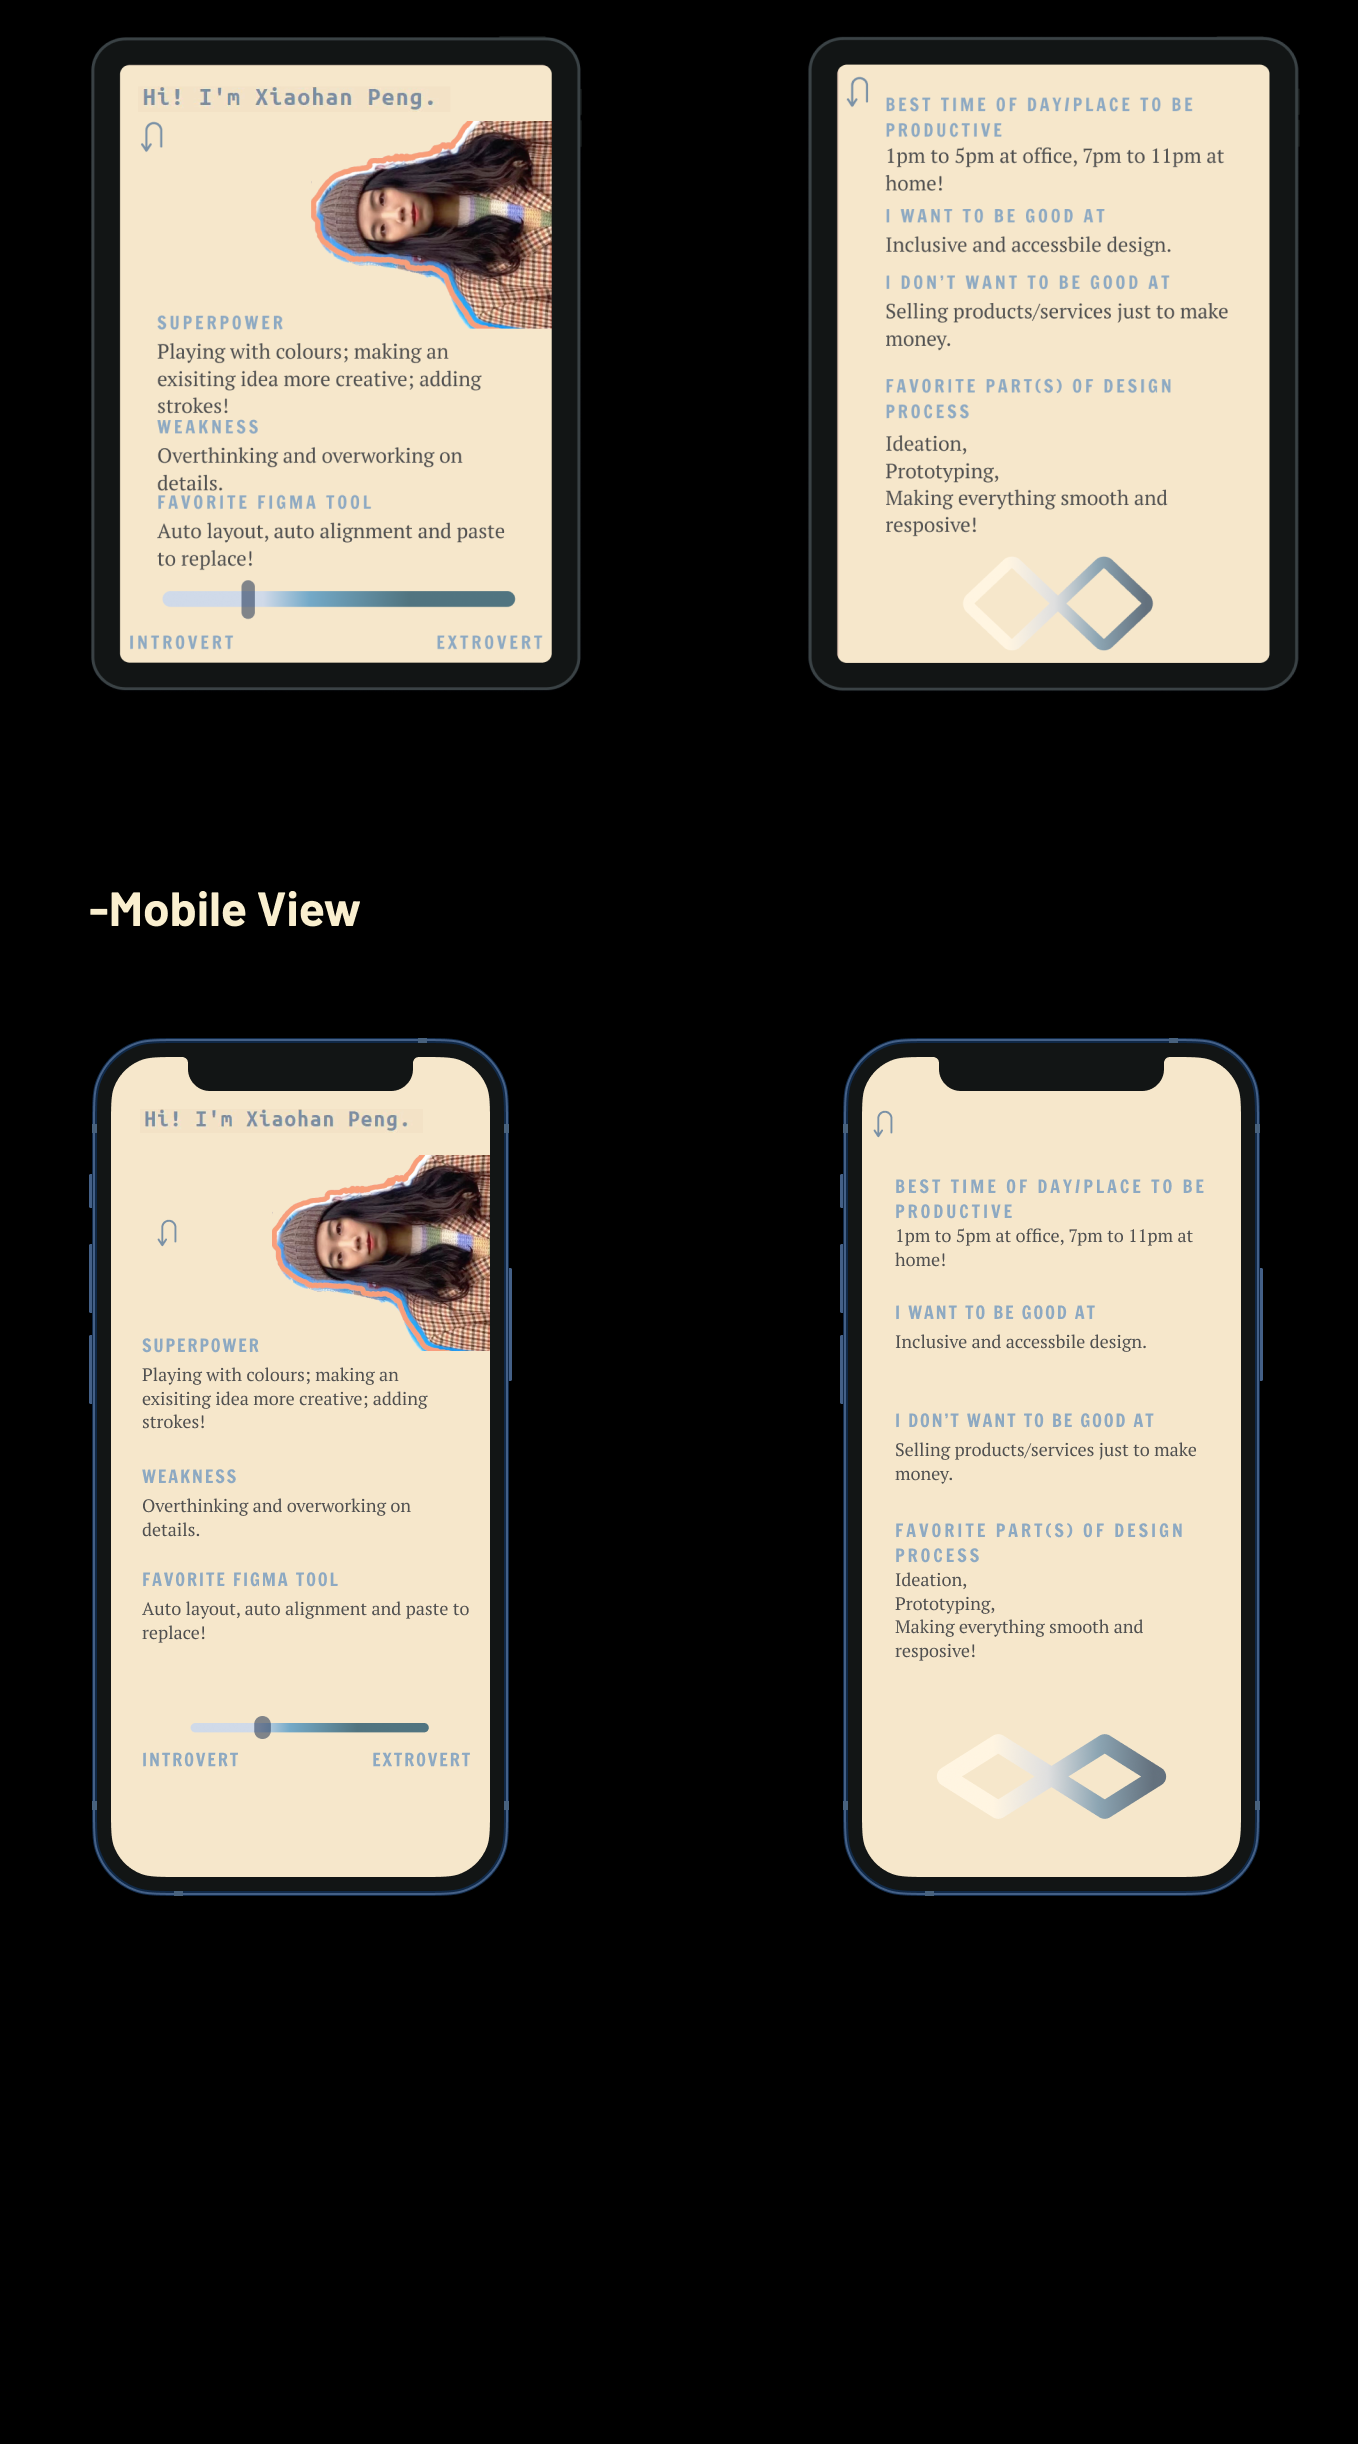 Hi! I'm Xiaohan Peng.
SUPERPOWER
Playing with colours; making an
exisiting idea more creative; adding
strokes!
WEAKNESS
Overthinking and overworking on
details.
FAVORITE FIGMA TOOL
Auto layout, auto alignment and paste
to replace!
INTROVERT EXTROVERT
BEST TIME OF DAY/PLACE TO BE
PRODUCTIVE
1pm to 5pm at office, 7pm to 11pm at
home!
I WANT TO BE GOOD AT
Inclusive and accessbile design.
I DON'T WANT TO BE GOOD AT
Selling products/services just to make
money.
FAVORITE PART(S) OF DESIGN
PROCESS
Ideation,
Prototyping,
Making everything smooth and
resposive!
-Mobile View
Hi! I'm Xiaohan Peng.
SUPERPOWER
Playing with colours; making an
exisiting idea more creative; adding
strokes!
WEAKNESS
Overthinking and overworking on
details.
FAVORITE FIGMA TOOL
Auto layout, auto alignment and paste to
replace!
INTROVERT EXTROVERT
BEST TIME OF DAY/PLACE TO BE
PRODUCTIVE
1pm to 5pm at office, 7pm to 11pm at
home!
I WANT TO BE GOOD AT
Inclusive and accessbile design.
I DON'T WANT TO BE GOOD AT
Selling products/services just to make
money.
FAVORITE PART(S) OF DESIGN
PROCESS
Ideation,
Prototyping,
Making everything smooth and
resposive!